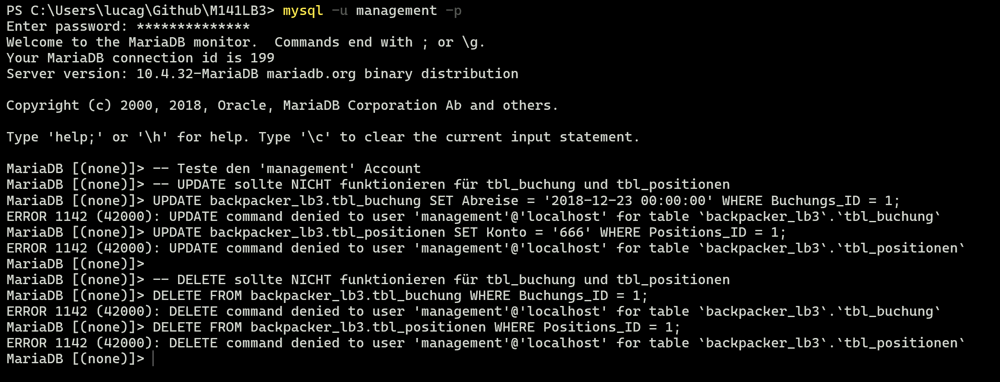 PS C:\Users\lucag\Github\M141LB3> mysql -u management -p
Enter password: **************
Welcome to the MariaDB monitor.  Commands end with ; or \g.
Your MariaDB connection id is 199
Server version: 10.4.32-MariaDB mariadb.org binary distribution

Copyright (c) 2000, 2018, Oracle, MariaDB Corporation Ab and others.

Type 'help;' or '\h' for help. Type '\c' to clear the current input statement.

MariaDB [(none)]> -- Teste den 'management' Account
MariaDB [(none)]> -- UPDATE sollte NICHT funktionieren für tbl_buchung und tbl_positionen
MariaDB [(none)]> UPDATE backpacker_lb3.tbl_buchung SET Abreise = '2018-12-23 00:00:00' WHERE Buchungs_ID = 1;
ERROR 1142 (42000): UPDATE command denied to user 'management'@'localhost' for table `backpacker_lb3`.`tbl_buchung`
MariaDB [(none)]> UPDATE backpacker_lb3.tbl_positionen SET Konto = '666' WHERE Positions_ID = 1;
ERROR 1142 (42000): UPDATE command denied to user 'management'@'localhost' for table `backpacker_lb3`.`tbl_positionen`
MariaDB [(none)]>
MariaDB [(none)]> -- DELETE sollte NICHT funktionieren für tbl_buchung und tbl_positionen
MariaDB [(none)]> DELETE FROM backpacker_lb3.tbl_buchung WHERE Buchungs_ID = 1;
ERROR 1142 (42000): DELETE command denied to user 'management'@'localhost' for table `backpacker_lb3`.`tbl_buchung`
MariaDB [(none)]> DELETE FROM backpacker_lb3.tbl_positionen WHERE Positions_ID = 1;
ERROR 1142 (42000): DELETE command denied to user 'management'@'localhost' for table `backpacker_lb3`.`tbl_positionen`
MariaDB [(none)]>